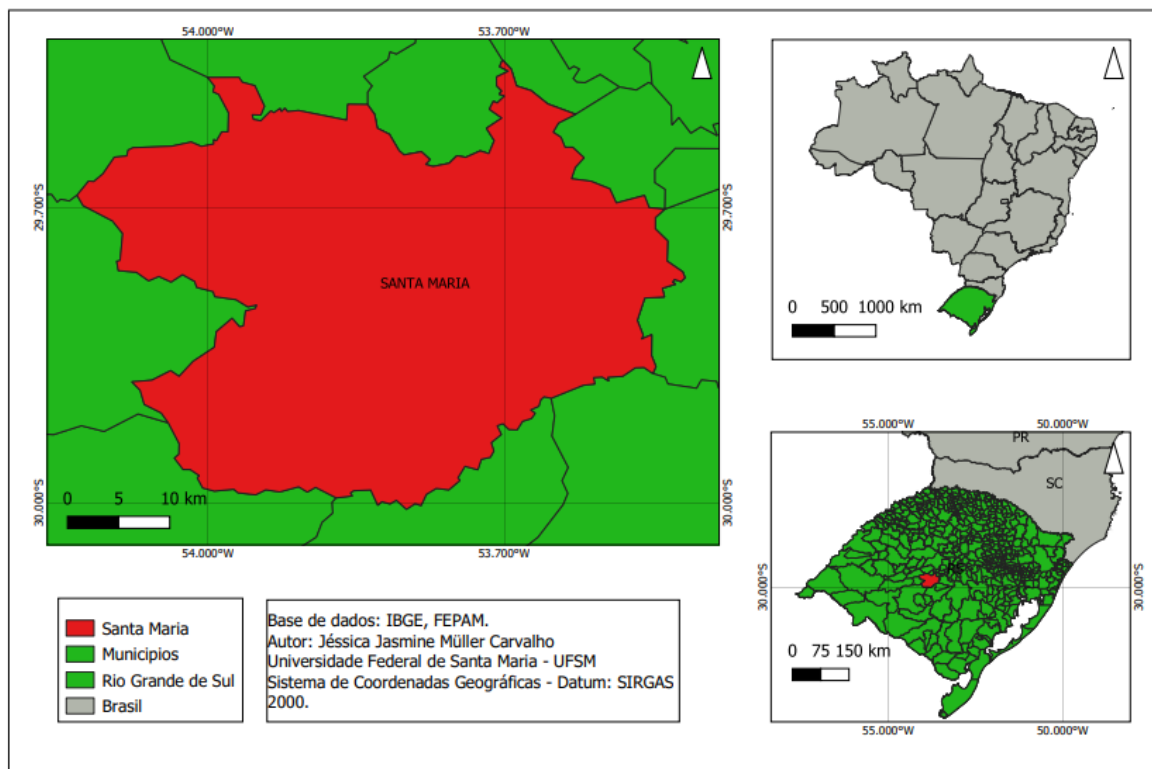 54.000°W 53.700°W
29.700°S 29.700°S
SANTA MARIA
0 5 10 km
30.000°S 30.000°S
54.000°W 53.700°W
0 500 1000 km
55.000°W 50.000°W
PR
SC
RS
30.000°S 30.000°S
0 75 150 km
55.000°W 50.000°W
Santa Maria
Municipios
Rio Grande de Sul
Brasil
Base de dados: IBGE, FEPAM.
Autor: Jéssica Jasmine Müller Carvalho
Universidade Federal de Santa Maria - UFSM
Sistema de Coordenadas Geográficas - Datum: SIRGAS
2000.